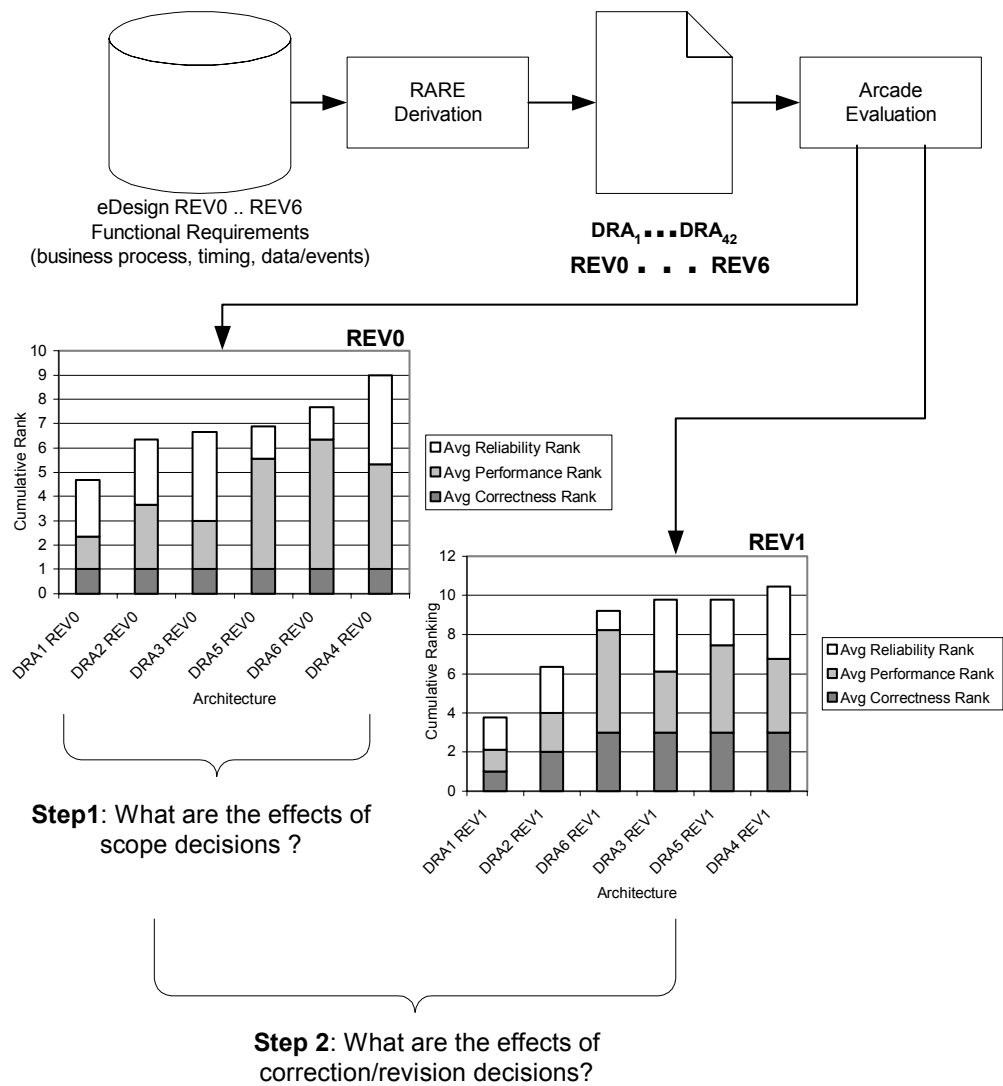 RARE
Derivation
Arcade
Evaluation
eDesign REV0 .. REV6
Functional Requirements
(business process, timing, data/events)
DRA1...DRA42
REV0 . . . REV6
REV0
10
9
8
7
6
5
4
3
2
1
0
Cumulative Rank
DRA1 REV0
DRA2 REV0
DRA3 REV0
DRA5 REV0
DRA6 REV0
DRA4 REV0
Architecture
Avg Reliability Rank
Avg Performance Rank
Avg Correctness Rank
REV1
12
10
8
6
4
2
0
Cumulative Ranking
DRA1 REV1
DRA2 REV1
DRA6 REV1
DRA3 REV1
DRA5 REV1
DRA4 REV1
Architecture
Avg Reliability Rank
Avg Performance Rank
Avg Correctness Rank
Step1: What are the effects of
scope decisions ?
Step 2: What are the effects of
correction/revision decisions?